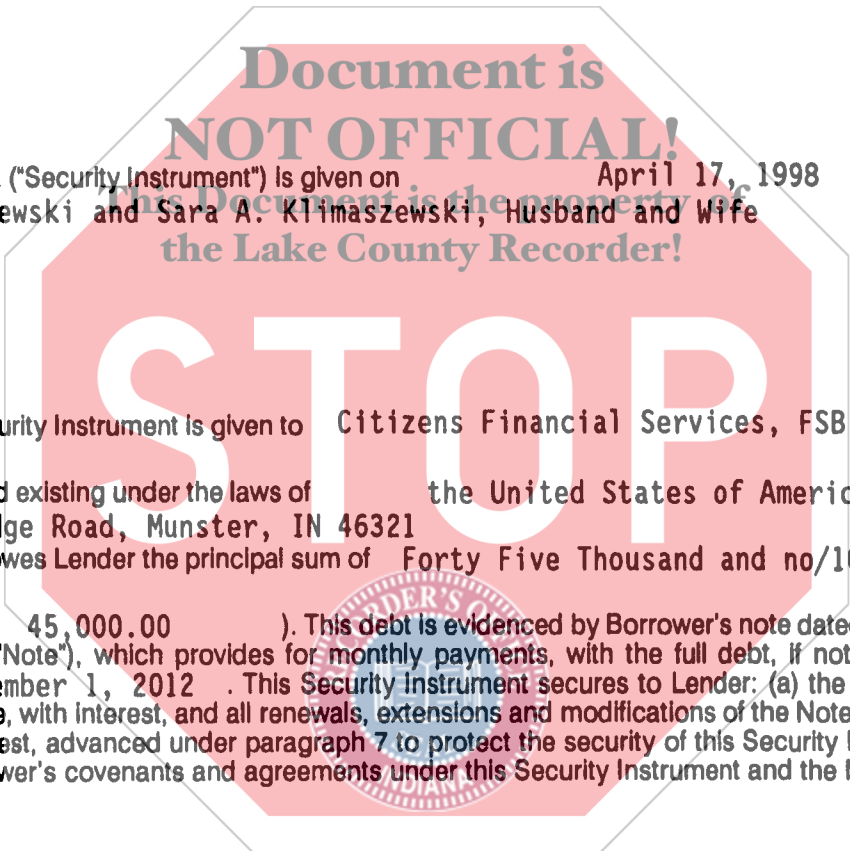 Document is
NOT OFFICIAL!
("Security Instrument") is given on April 17, 1998
This Document is the property of
ewski and Sara A. Klimaszewski, Husband and Wife
the Lake County Recorder!
STOP
urity Instrument is given to Citizens Financial Services, FSB
d existing under the laws of the United States of Americ
dge Road, Munster, IN 46321
wes Lender the principal sum of Forty Five Thousand and no/10
45,000.00 ). This debt is evidenced by Borrower's note date
"Note"), which provides for monthly payments, with the full debt, if not
ember 1, 2012 . This Security Instrument secures to Lender: (a) the
e, with interest, and all renewals, extensions and modifications of the Note
est, advanced under paragraph 7 to protect the security of this Security I
wer's covenants and agreements under this Security Instrument and the
RECORDER'S OFFICE
INDIANA